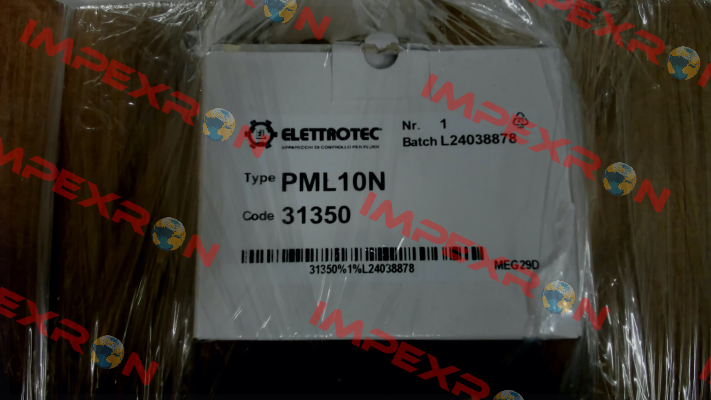 ELETTROTEC
APPARECCHI DI CONTROLLO PER FLUIDI
Nr. 1
Batch L24038878
Type PML10N
Code 31350
31350%1%L24038878
MEG29D
IMPEXRON
IMPEXRON
IMPEXRON
IMPEXRON
IMPEXRON
IMPEXRON